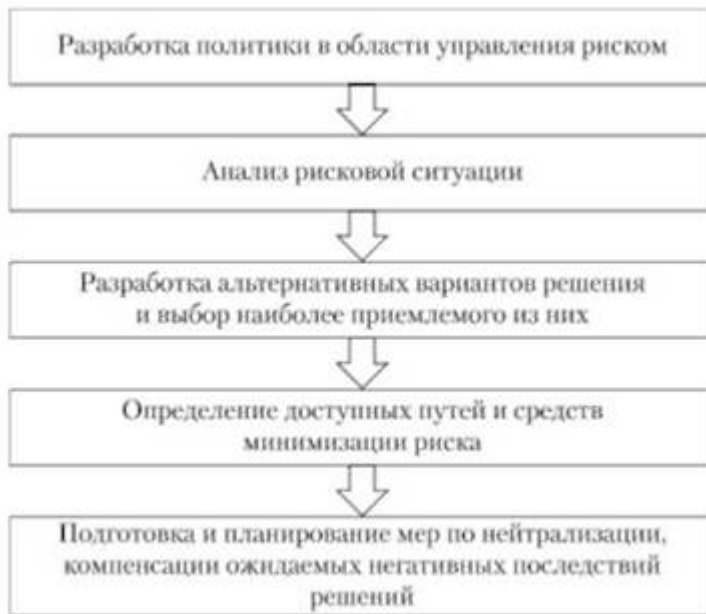 Разработка политики в области управления риском
Анализ рисковой ситуации
Разработка альтернативных вариантов решения
и выбор наиболее приемлемого из них
Определение доступных путей и средств
минимизации риска
Подготовка и планирование мер по нейтрализации,
компенсации ожидаемых негативных последствий
решений